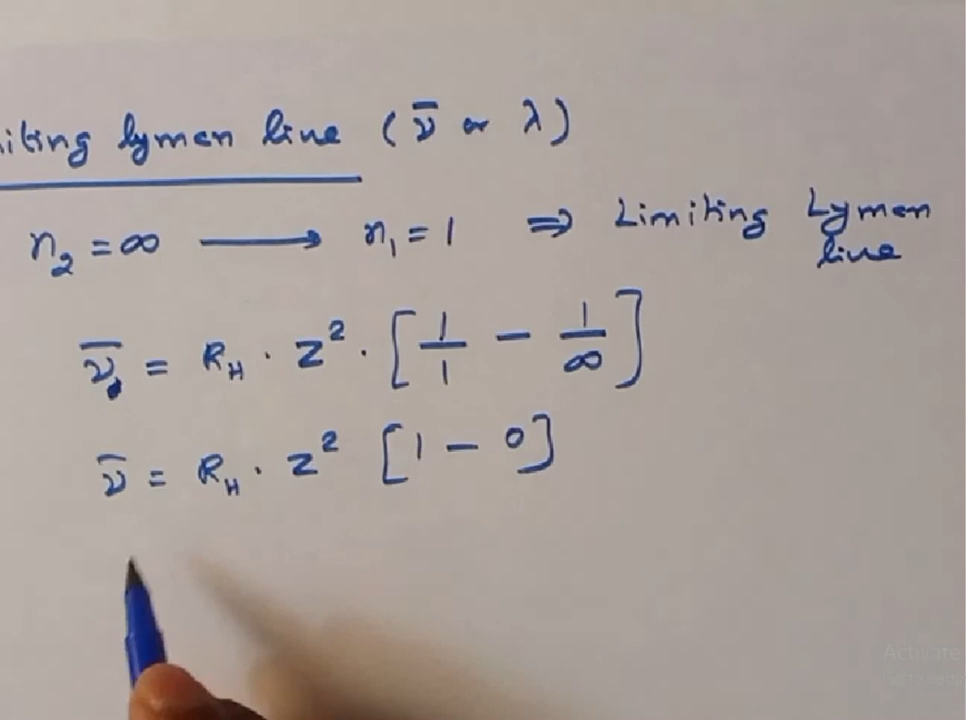 iting Lymen line (ν̄ or λ)
n₂ = ∞ ⟶ n₁ = 1 ⇒ Limiting Lymen line
ν̄ = R_H · Z² · [1/1 − 1/∞]
ν̄ = R_H · Z² [1 − 0]
Activate